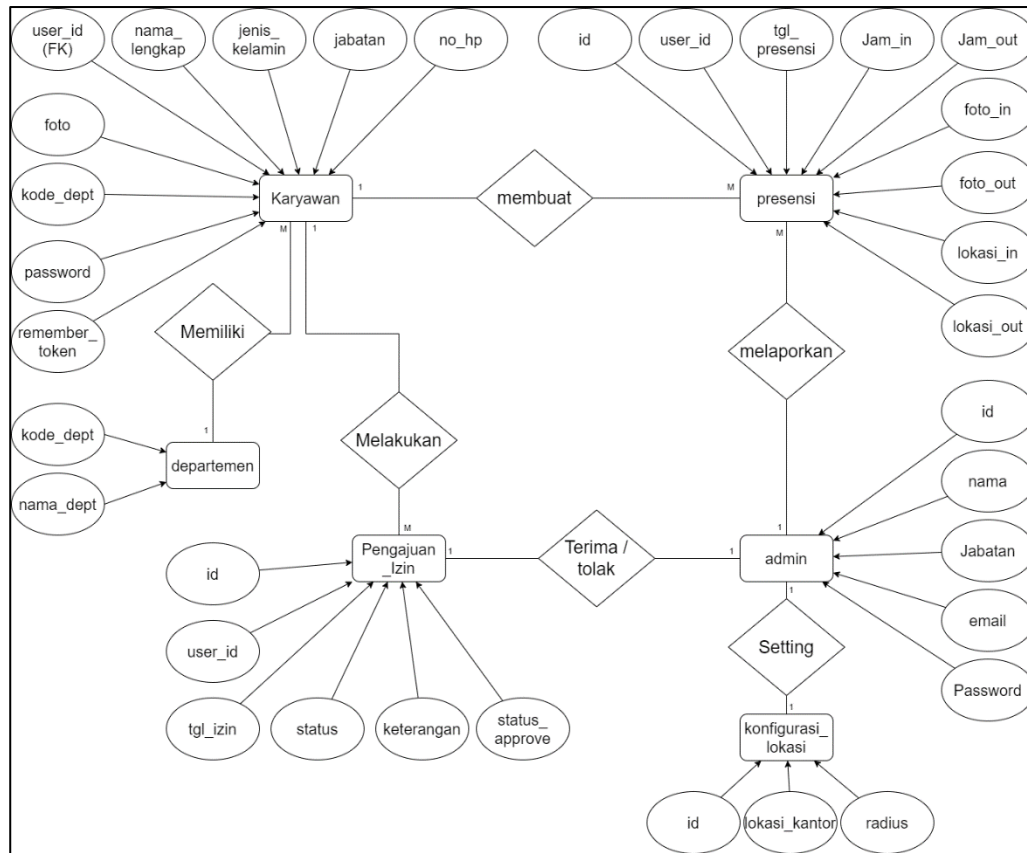 user_id
(FK)
nama_
lengkap
jenis_
kelamin
jabatan
no_hp
id
user_id
tgl_
presensi
Jam_in
Jam_out
foto
foto_in
kode_dept
Karyawan
1
membuat
M
presensi
foto_out
M
1
M
password
lokasi_in
remember_
token
Memiliki
melaporkan
lokasi_out
kode_dept
1
departemen
Melakukan
id
nama_dept
nama
M
1
id
Pengajuan
_Izin
1
Terima /
tolak
1
admin
Jabatan
1
user_id
Setting
email
Password
tgl_izin
status
keterangan
status_
approve
1
konfigurasi_
lokasi
id
lokasi_kantor
radius